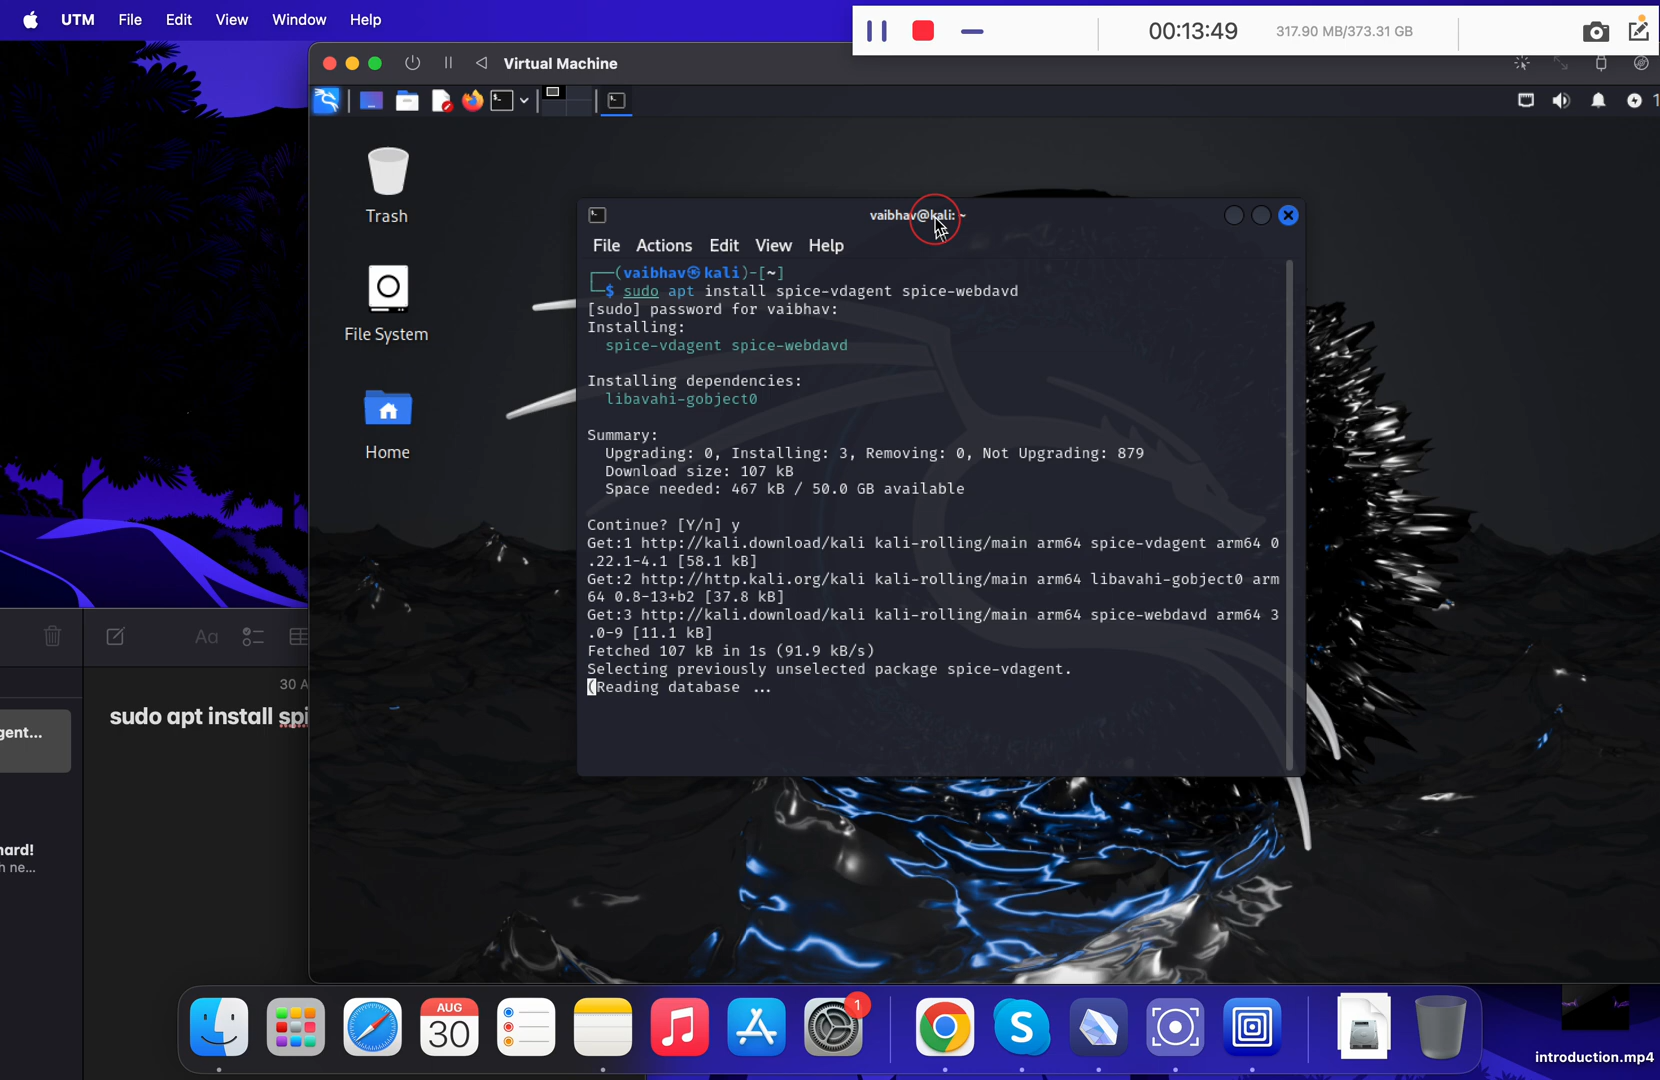 UTM File Edit View Window Help
00:13:49 317.90 MB/373.31 GB
Virtual Machine
1
Trash
File System
Home
vaibhav@kali: ~
File Actions Edit View Help
┌──(vaibhav㉿kali)-[~]
└─$ sudo apt install spice-vdagent spice-webdavd
[sudo] password for vaibhav:
Installing:
spice-vdagent spice-webdavd
Installing dependencies:
libavahi-gobject0
Summary:
Upgrading: 0, Installing: 3, Removing: 0, Not Upgrading: 879
Download size: 107 kB
Space needed: 467 kB / 50.0 GB available
Continue? [Y/n] y
Get:1 http://kali.download/kali kali-rolling/main arm64 spice-vdagent arm64 0
.22.1-4.1 [58.1 kB]
Get:2 http://http.kali.org/kali kali-rolling/main arm64 libavahi-gobject0 arm
64 0.8-13+b2 [37.8 kB]
Get:3 http://kali.download/kali kali-rolling/main arm64 spice-webdavd arm64 3
.0-9 [11.1 kB]
Fetched 107 kB in 1s (91.9 kB/s)
Selecting previously unselected package spice-vdagent.
(Reading database ...
Aa
30 A
sudo apt install spi
gent...
hard!
h ne...
AUG
30
1
S
introduction.mp4